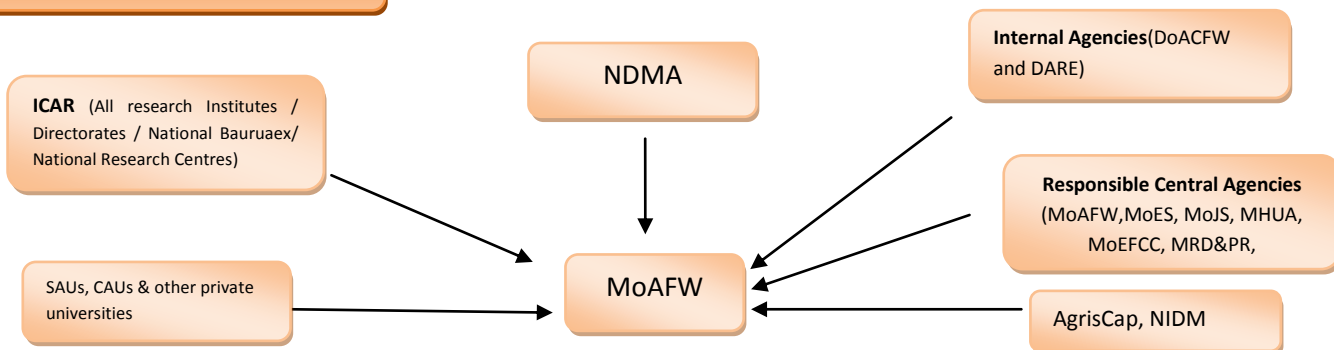 NDMA
Internal Agencies(DoACFW
and DARE)
ICAR (All research Institutes /
Directorates / National Bauruaex/
National Research Centres)
Responsible Central Agencies
(MoAFW,MoES, MoJS, MHUA,
MoEFCC, MRD&PR,
MoAFW
SAUs, CAUs & other private
universities
AgrisCap, NIDM